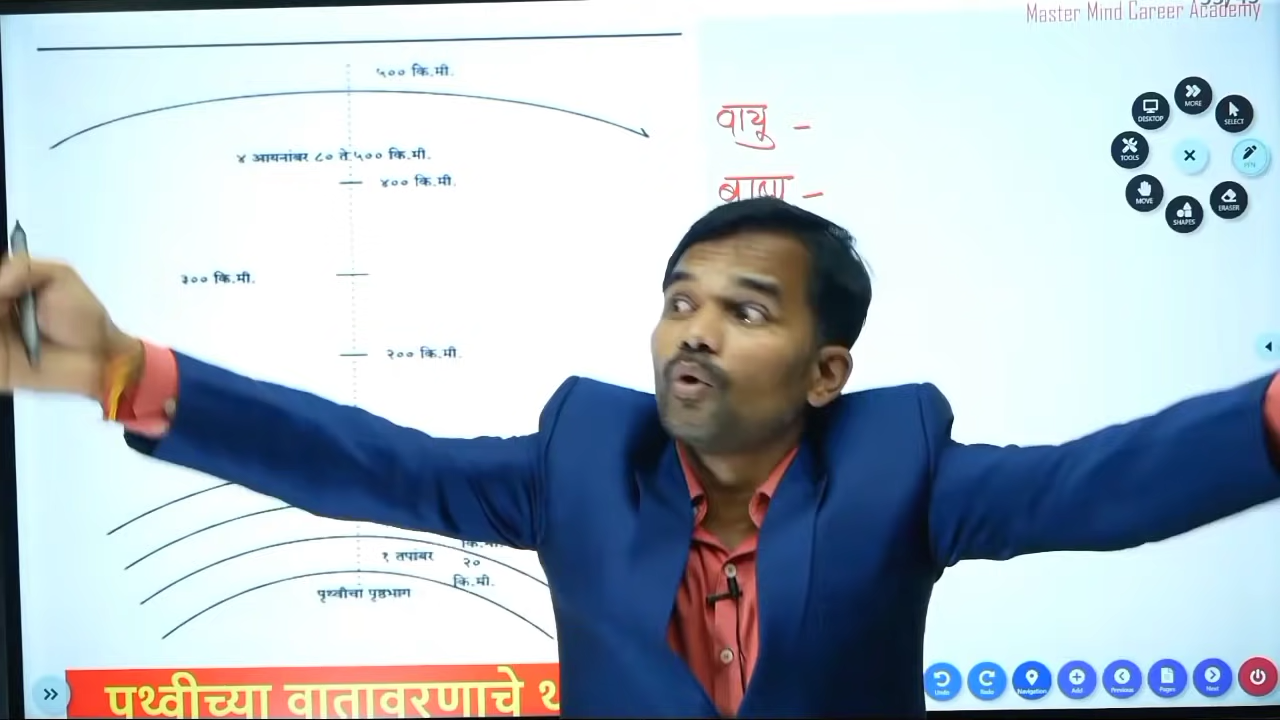 Master Mind Career Academy
५०० कि.मी.
४ आयनांबर ८० ते ५०० कि.मी.
४०० कि.मी.
३०० कि.मी.
२०० कि.मी.
कि.मी.
१ तपांबर २०
कि.मी.
पृथ्वीचा पृष्ठभाग
पृथ्वीच्या वातावरणाचे
वायू -
MORE
DESKTOP
SELECT
TOOLS
PEN
MOVE
ERASER
SHAPES
Undo
Redo
Navigation
Add
Previous
Pages
Next